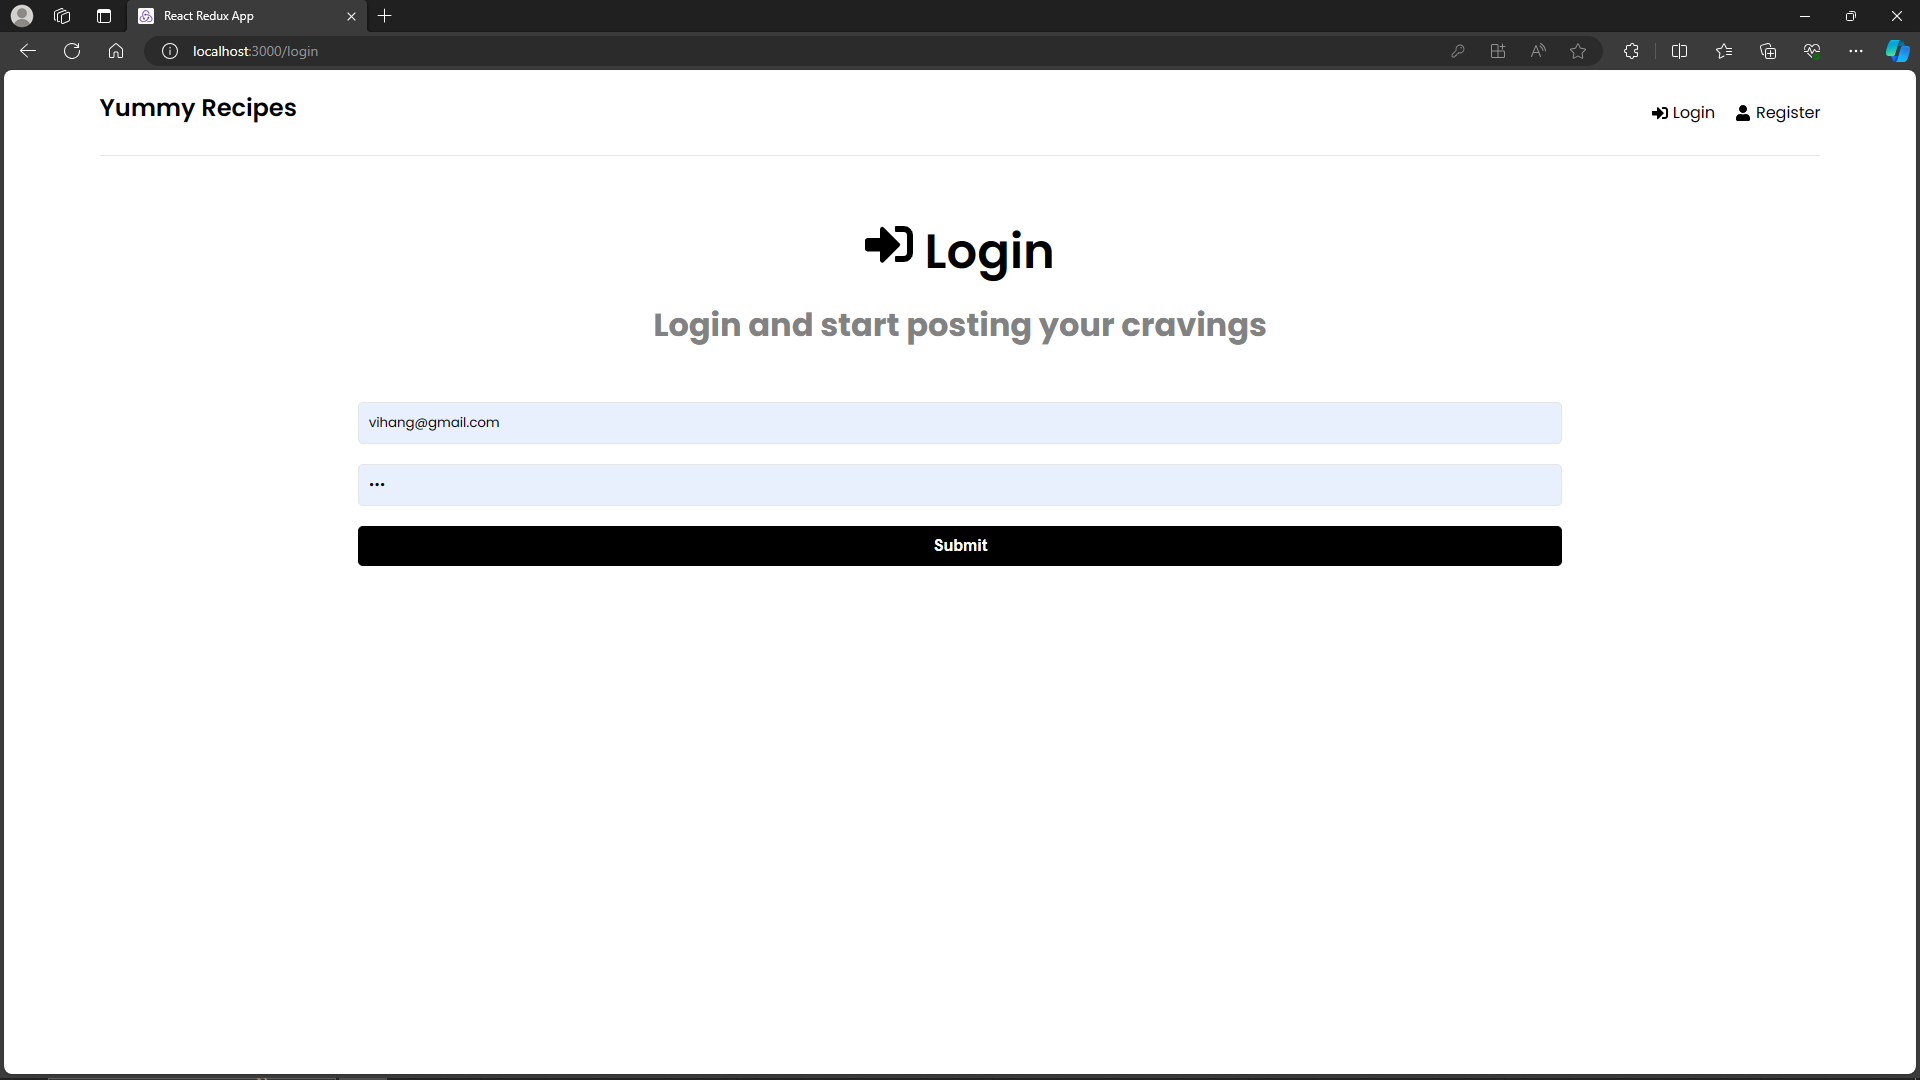 React Redux App
localhost:3000/login
Yummy Recipes
Login
Register
Login
Login and start posting your cravings
vihang@gmail.com
•••
Submit